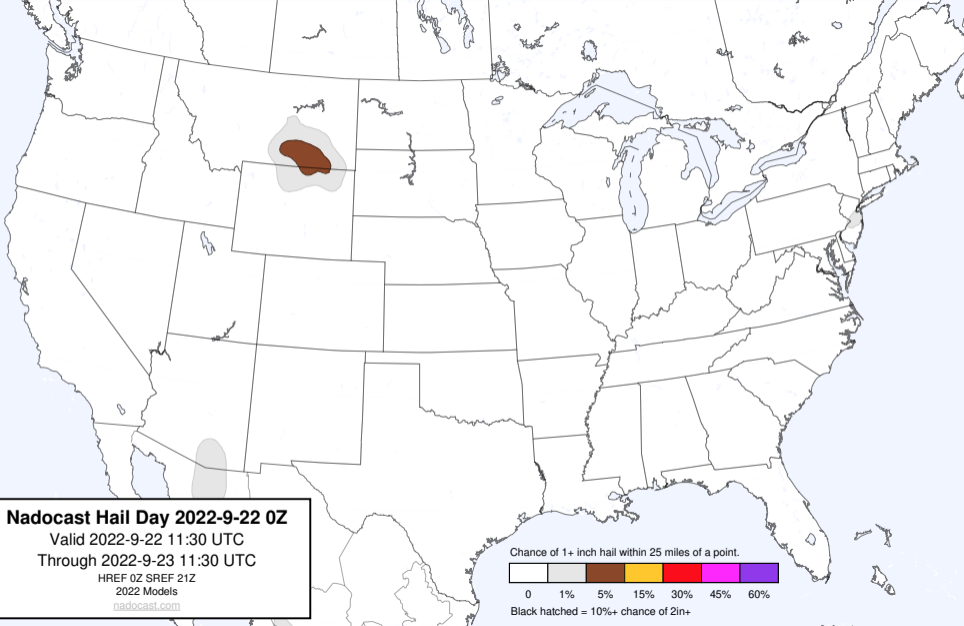 Nadocast Hail Day 2022-9-22 0Z
Valid 2022-9-22 11:30 UTC
Through 2022-9-23 11:30 UTC
HREF 0Z SREF 21Z
2022 Models
nadocast.com
Chance of 1+ inch hail within 25 miles of a point.
0 1% 5% 15% 30% 45% 60%
Black hatched = 10%+ chance of 2in+